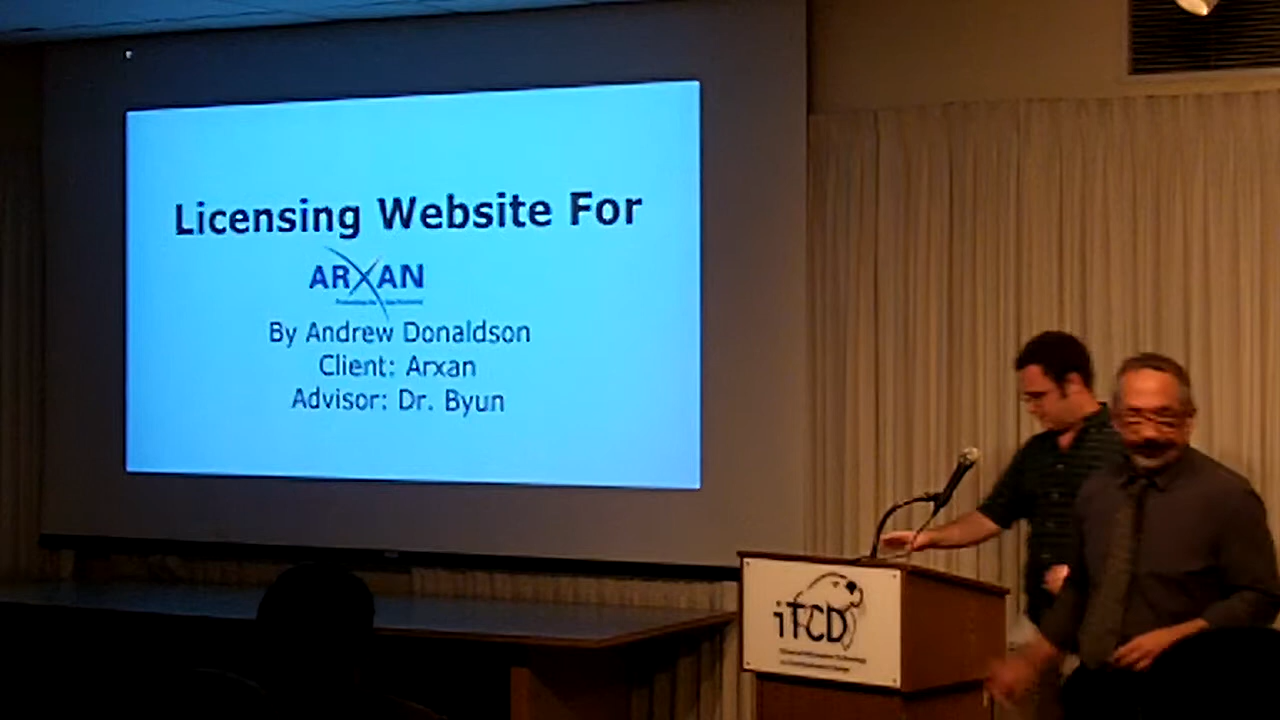 Licensing Website For
ARXAN
By Andrew Donaldson
Client: Arxan
Advisor: Dr. Byun
iTCD